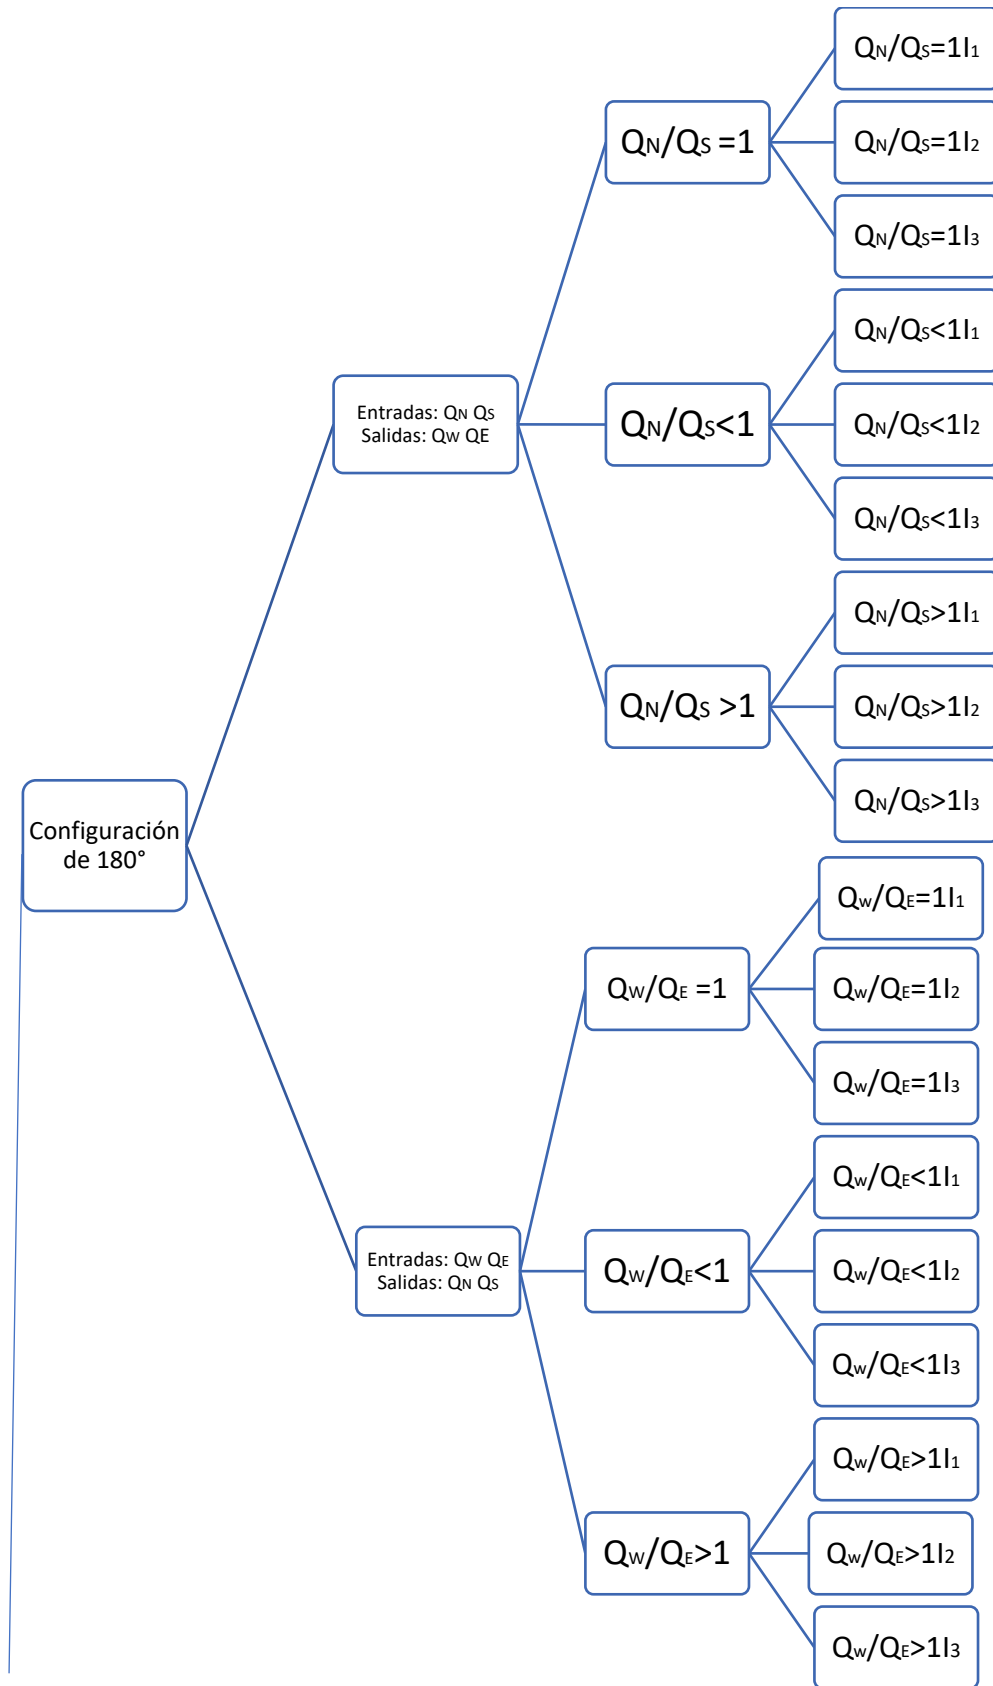 Configuración
de 180°
Entradas: QN QS
Salidas: QW QE
QN/QS =1
QN/QS=1I1
QN/QS=1I2
QN/QS=1I3
QN/QS<1
QN/QS<1I1
QN/QS<1I2
QN/QS<1I3
QN/QS >1
QN/QS>1I1
QN/QS>1I2
QN/QS>1I3
Entradas: QW QE
Salidas: QN QS
QW/QE =1
Qw/QE=1I1
Qw/QE=1I2
Qw/QE=1I3
QW/QE<1
Qw/QE<1I1
Qw/QE<1I2
Qw/QE<1I3
QW/QE>1
Qw/QE>1I1
Qw/QE>1I2
Qw/QE>1I3